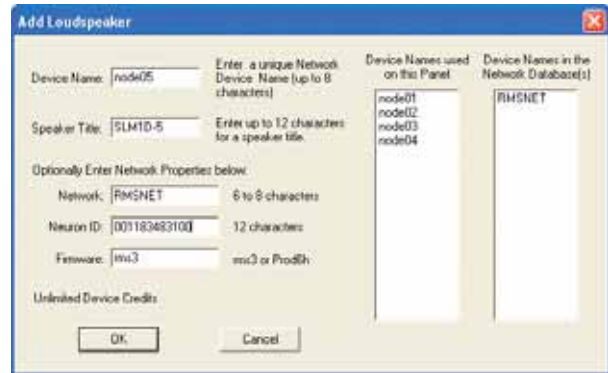 Add Loudspeaker
Device Name: node05
Enter a unique Network
Device Name (up to 8
characters)
Speaker Title: SLM1D-5
Enter up to 12 characters
for a speaker title.
Optionally Enter Network Properties below.
Network: RMSNET 6 to 8 characters
Neuron ID: 001183483100 12 characters
Firmware: rms3 rms3 or Prod6h
Unlimited Device Credits
OK Cancel
Device Names used
on this Panel
node01
node02
node03
node04
Device Names in the
Network Database(s)
RMSNET